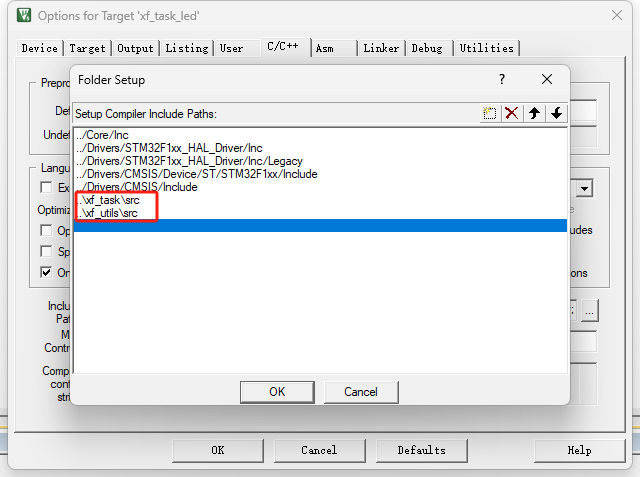 Options for Target 'xf_task_led'
Device Target Output Listing User C/C++ Asm Linker Debug Utilities
Folder Setup
?
Setup Compiler Include Paths:
../Core/Inc
../Drivers/STM32F1xx_HAL_Driver/Inc
../Drivers/STM32F1xx_HAL_Driver/Inc/Legacy
../Drivers/CMSIS/Device/ST/STM32F1xx/Include
../Drivers/CMSIS/Include
..\xf_task\src
..\xf_utils\src
OK Cancel
Prepro
Def
Undef
Langu
Ex
Optimiz
Op
udes
Sp
On
ons
Inclu
Pat
...
M
Contr
Comp
cont
stri
OK Cancel Defaults Help